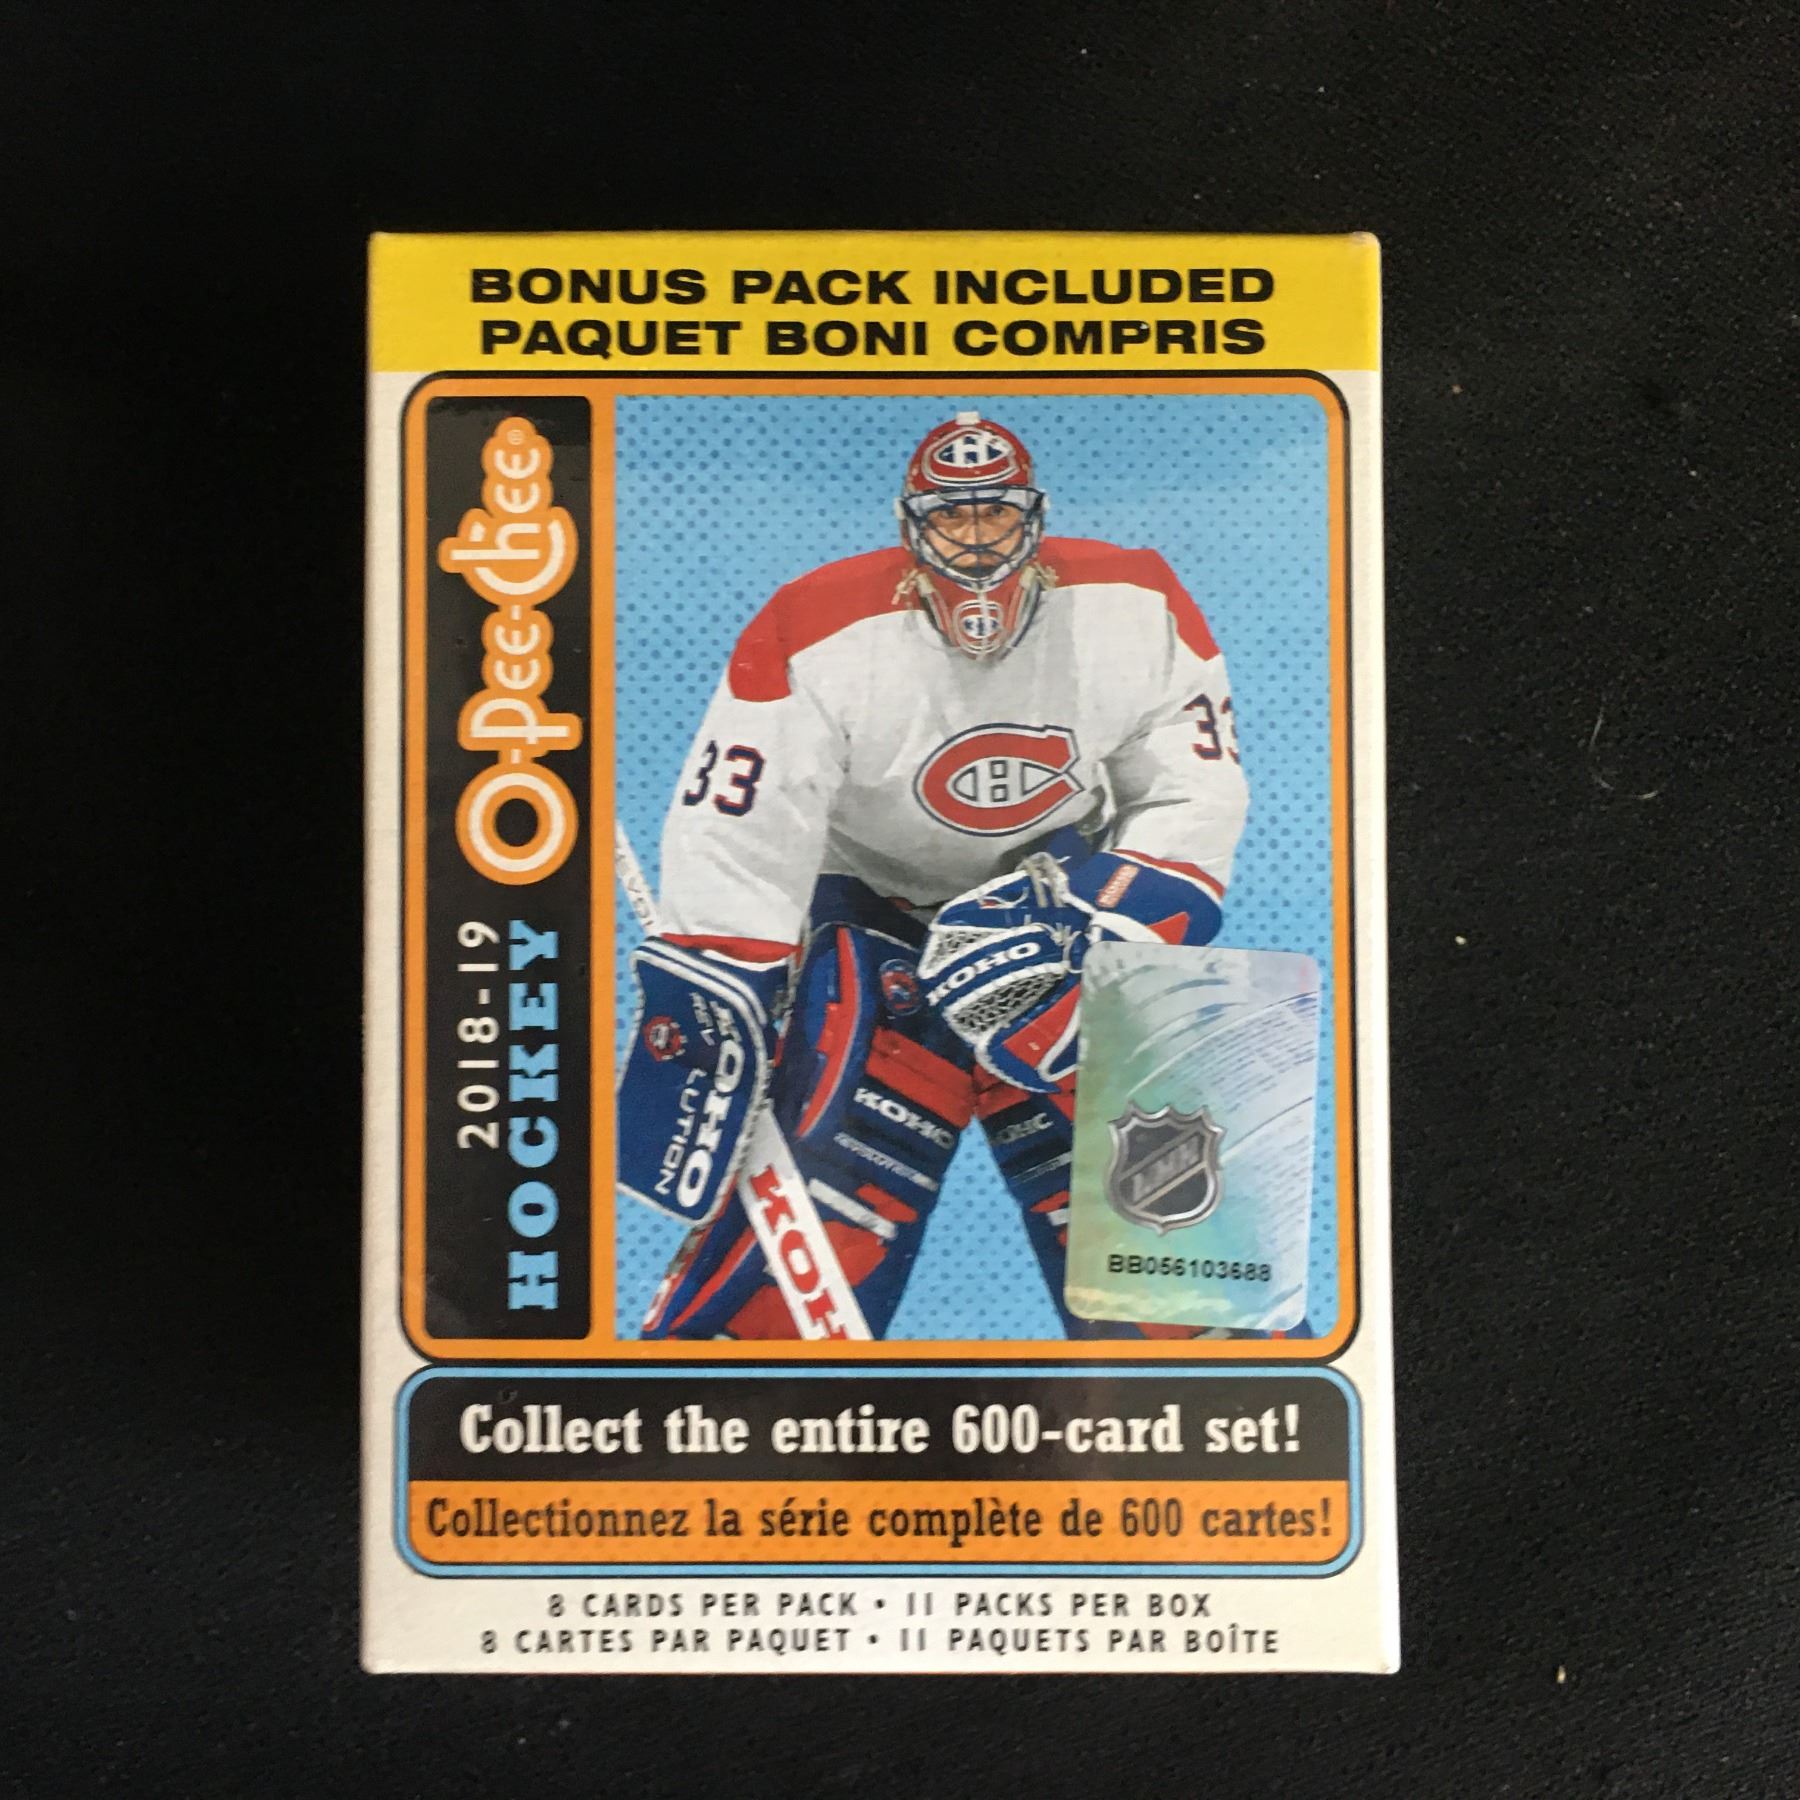 BONUS PACK INCLUDED
PAQUET BONI COMPRIS
O-Pee-Chee®
2018-19
HOCKEY
33
33
KOHO
KOHO
KOHO
KOH
BB056103688
Collect the entire 600-card set!
Collectionnez la série complète de 600 cartes!
8 CARDS PER PACK • 11 PACKS PER BOX
8 CARTES PAR PAQUET • 11 PAQUETS PAR BOÎTE